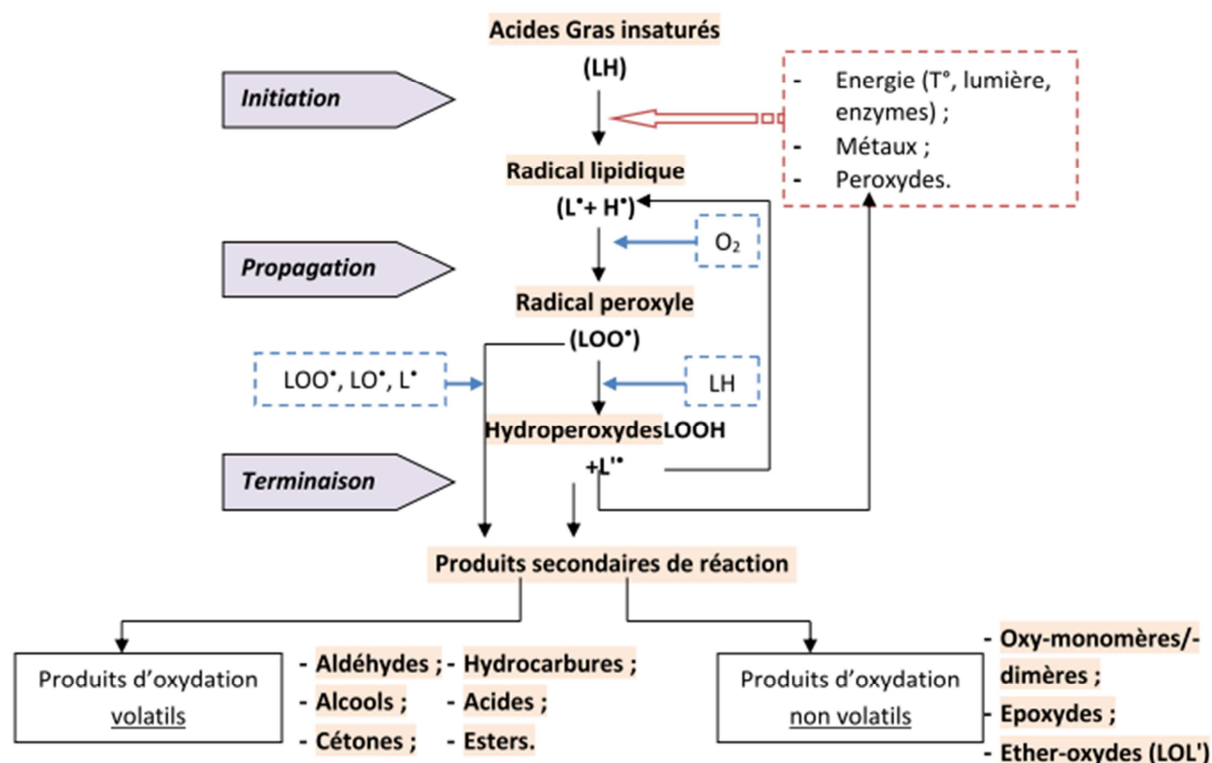 Acides Gras insaturés
(LH)
Initiation
- Energie (T°, lumière,
enzymes) ;
- Métaux ;
- Peroxydes.
Radical lipidique
(L•+ H•)
O₂
Propagation
Radical peroxyle
(LOO•)
LOO•, LO•, L•
LH
HydroperoxydesLOOH
+L'•
Terminaison
Produits secondaires de réaction
Produits d’oxydation
volatils
- Aldéhydes ; - Hydrocarbures ;
- Alcools ; - Acides ;
- Cétones ; - Esters.
Produits d’oxydation
non volatils
- Oxy-monomères/-
dimères ;
- Epoxydes ;
- Ether-oxydes (LOL')